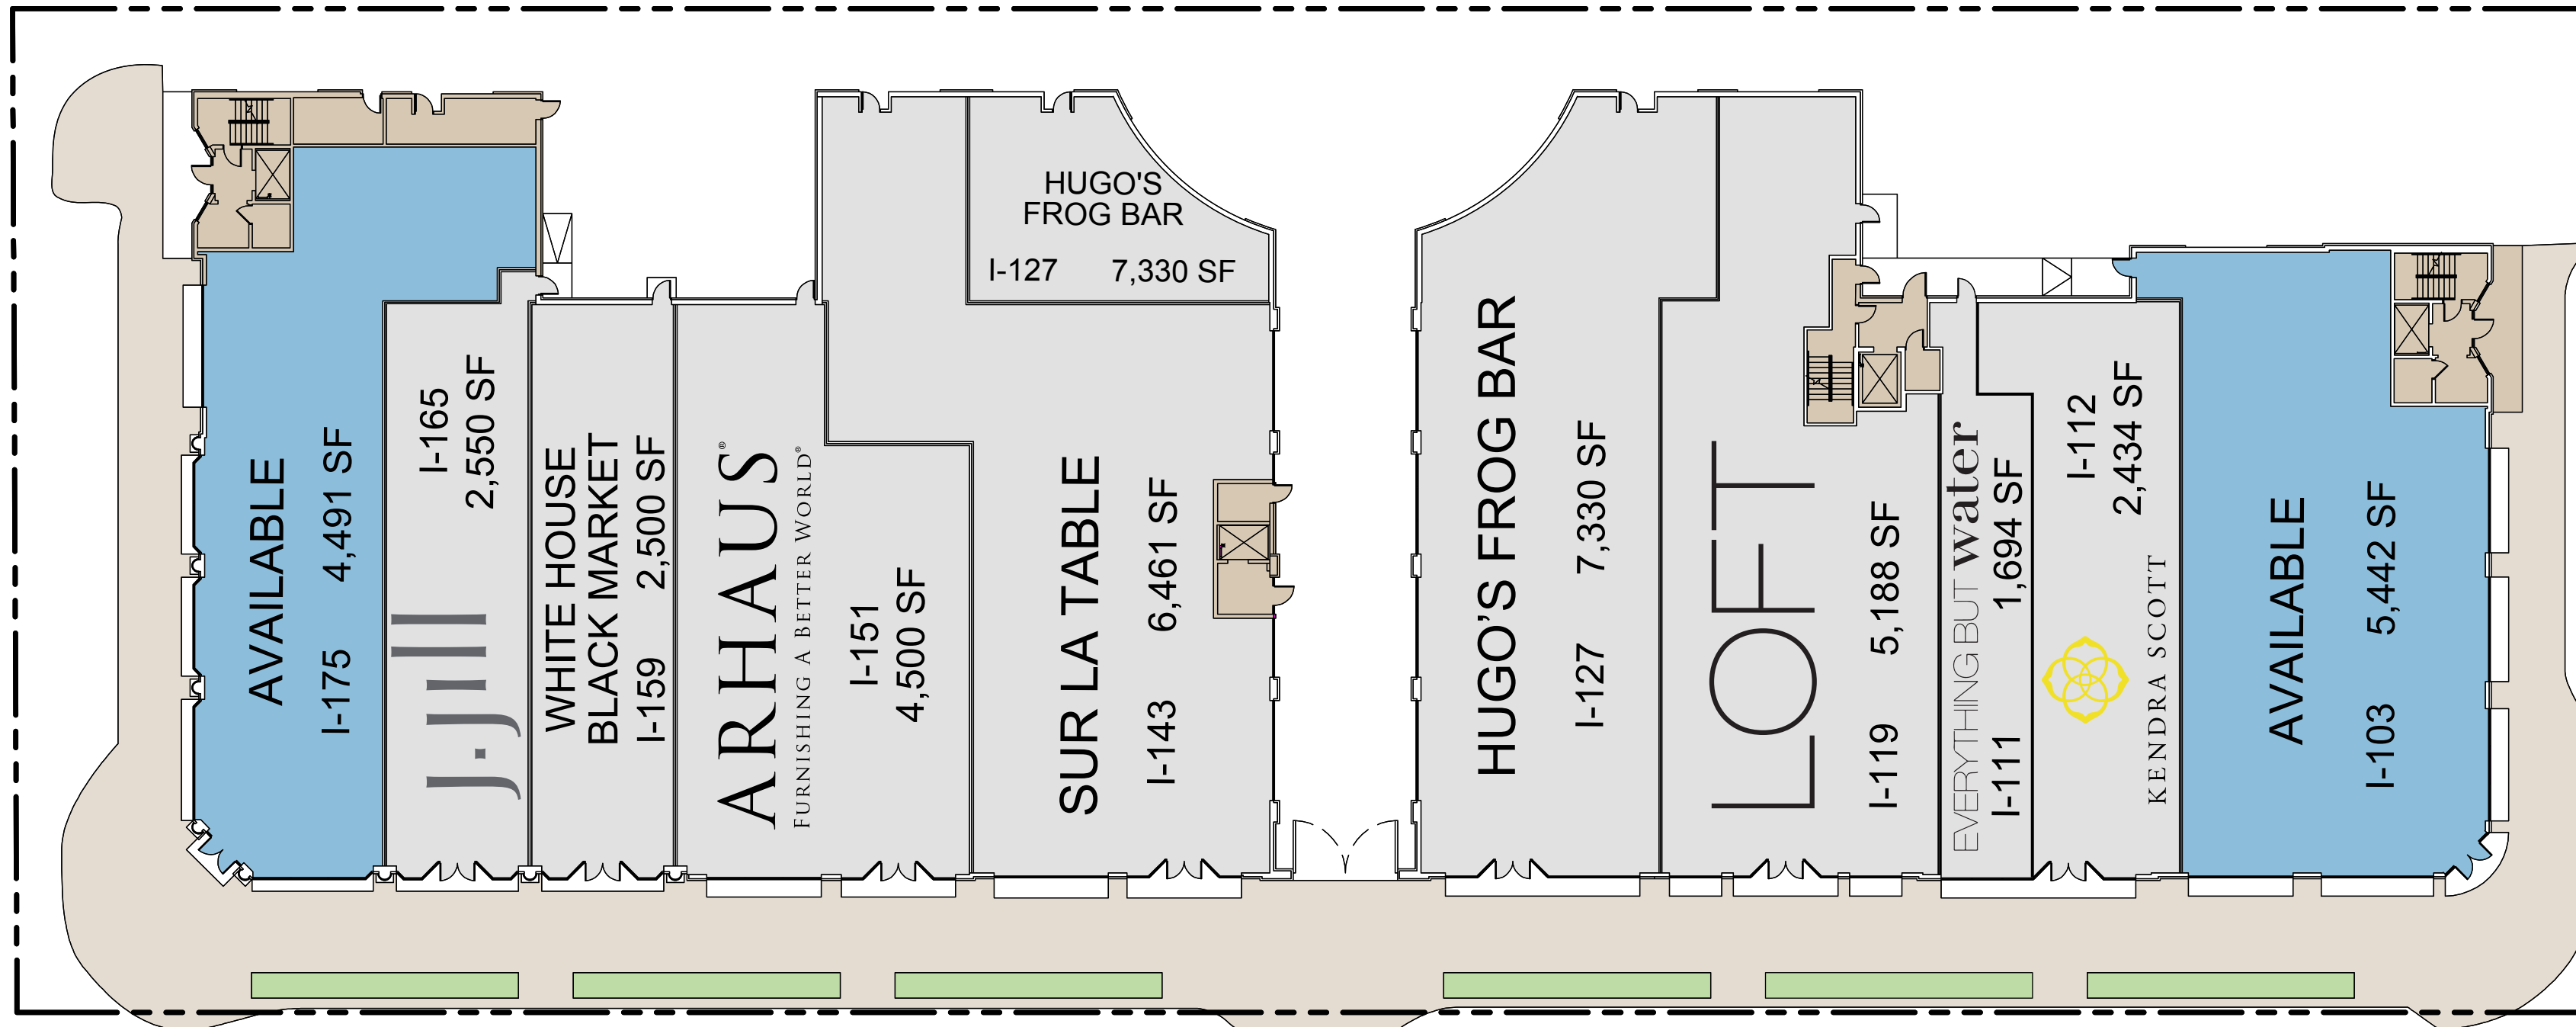 AVAILABLE
I-175 4,491 SF
J.Jill
I-165
2,550 SF
WHITE HOUSE
BLACK MARKET
I-159 2,500 SF
ARHAUS®
FURNISHING A BETTER WORLD®
I-151
4,500 SF
HUGO'S
FROG BAR
I-127 7,330 SF
SUR LA TABLE
I-143 6,461 SF
HUGO'S FROG BAR
I-127 7,330 SF
LOFT
I-119 5,188 SF
EVERYTHING BUT water
I-111 1,694 SF
I-112
2,434 SF
KENDRA SCOTT
AVAILABLE
I-103 5,442 SF